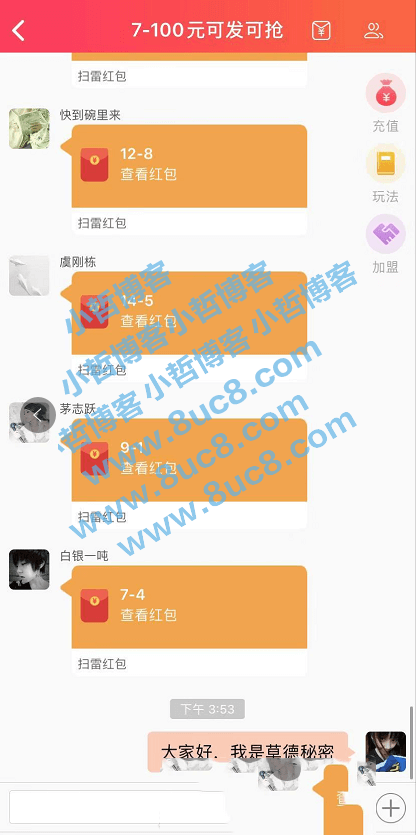 7-100元可发可抢
扫雷红包
充值
快到碗里来
12-8
查看红包
扫雷红包
玩法
加盟
虞刚栋
14-5
查看红包
扫雷红包
茅志跃
9-1
查看红包
扫雷红包
白银一吨
7-4
查看红包
扫雷红包
下午 3:53
大家好，我是莫德秘密
小哲博客 小哲博客 小哲博客
小哲博客 小哲博客 小哲博客
www.8uc8.com
www.8uc8.com
www.8uc8.com